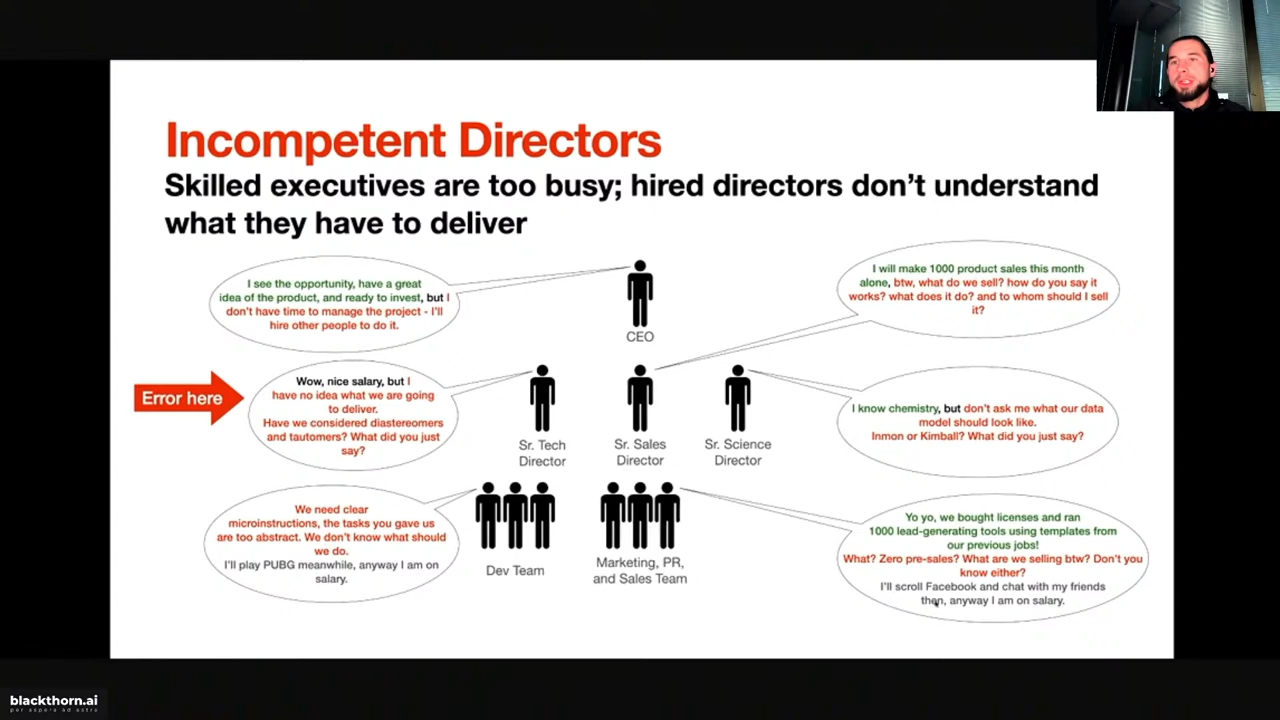 Incompetent Directors
Skilled executives are too busy; hired directors don’t understand
what they have to deliver
I see the opportunity, have a great
idea of the product, and ready to invest, but I
don’t have time to manage the project - I’ll
hire other people to do it.
CEO
I will make 1000 product sales this month
alone, btw, what do we sell? how do you say it
works? what does it do? and to whom should I sell
it?
Error here
Wow, nice salary, but I
have no idea what we are going
to deliver.
Have we considered diastereomers
and tautomers? What did you just
say?
Sr. Tech
Director
Sr. Sales
Director
Sr. Science
Director
I know chemistry, but don’t ask me what our data
model should look like.
Inmon or Kimball? What did you just say?
We need clear
microinstructions, the tasks you gave us
are too abstract. We don’t know what should
we do.
I’ll play PUBG meanwhile, anyway I am on
salary.
Dev Team
Marketing, PR,
and Sales Team
Yo yo, we bought licenses and ran
1000 lead-generating tools using templates from
our previous jobs!
What? Zero pre-sales? What are we selling btw? Don’t you
know either?
I’ll scroll Facebook and chat with my friends
then, anyway I am on salary.
blackthorn.ai
per aspera ad astra